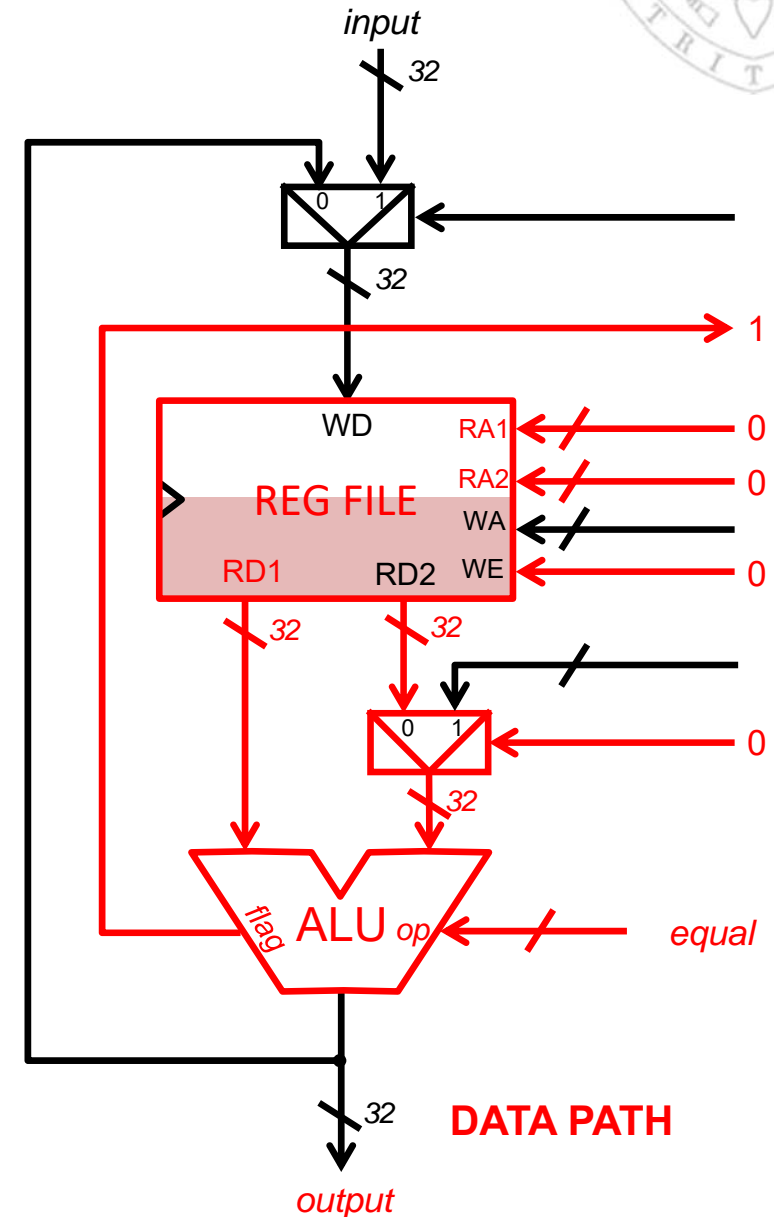 input
32
T R I T
0 1
32
1
WD
RA1
0
RA2
0
REG FILE
WA
RD1
RD2
WE
0
32
32
0 1
0
32
flag
ALU
op
equal
32
DATA PATH
output